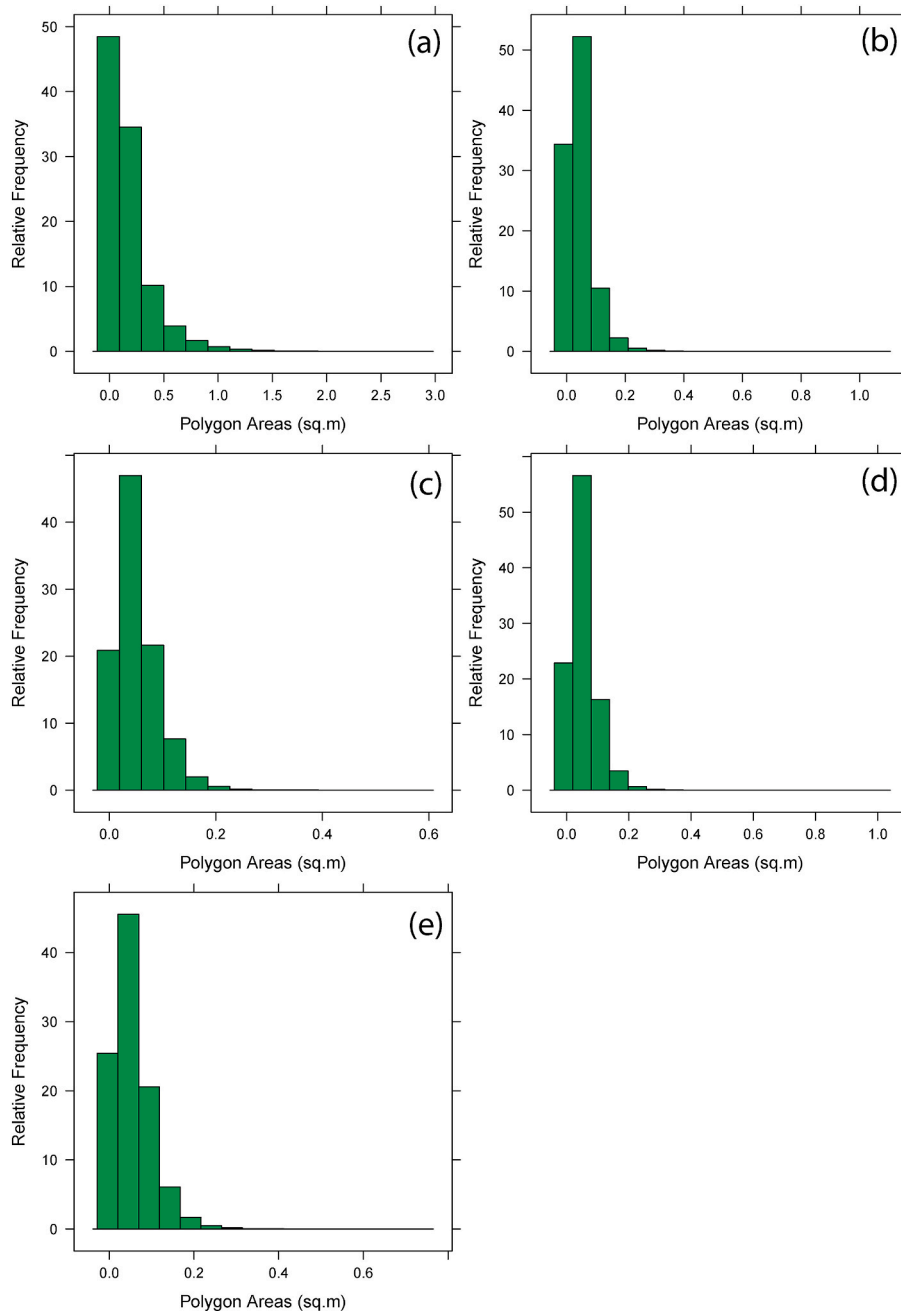 (a)
50
40
30
20
10
0
Relative Frequency
0.0 0.5 1.0 1.5 2.0 2.5 3.0
Polygon Areas (sq.m)
(b)
50
40
30
20
10
0
Relative Frequency
0.0 0.2 0.4 0.6 0.8 1.0
Polygon Areas (sq.m)
(c)
40
30
20
10
0
Relative Frequency
0.0 0.2 0.4 0.6
Polygon Areas (sq.m)
(d)
50
40
30
20
10
0
Relative Frequency
0.0 0.2 0.4 0.6 0.8 1.0
Polygon Areas (sq.m)
(e)
40
30
20
10
0
Relative Frequency
0.0 0.2 0.4 0.6
Polygon Areas (sq.m)